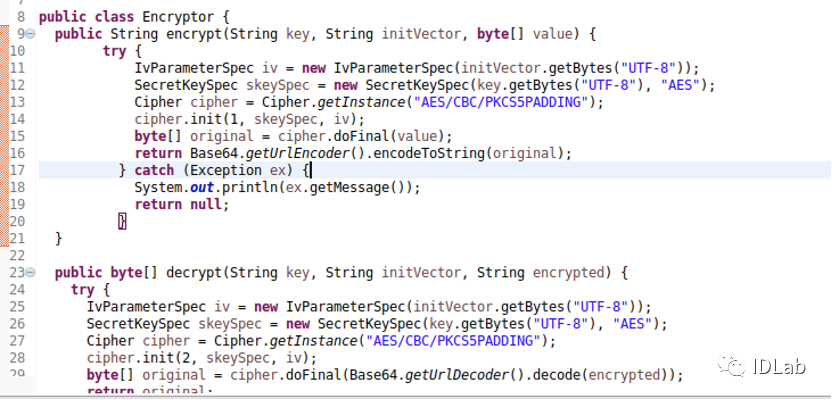 8 public class Encryptor {
9 public String encrypt(String key, String initVector, byte[] value) {
10 try {
11 IvParameterSpec iv = new IvParameterSpec(initVector.getBytes("UTF-8"));
12 SecretKeySpec skeySpec = new SecretKeySpec(key.getBytes("UTF-8"), "AES");
13 Cipher cipher = Cipher.getInstance("AES/CBC/PKCS5PADDING");
14 cipher.init(1, skeySpec, iv);
15 byte[] original = cipher.doFinal(value);
16 return Base64.getUrlEncoder().encodeToString(original);
17 } catch (Exception ex) {
18 System.out.println(ex.getMessage());
19 return null;
20 }
21 }
22
23 public byte[] decrypt(String key, String initVector, String encrypted) {
24 try {
25 IvParameterSpec iv = new IvParameterSpec(initVector.getBytes("UTF-8"));
26 SecretKeySpec skeySpec = new SecretKeySpec(key.getBytes("UTF-8"), "AES");
27 Cipher cipher = Cipher.getInstance("AES/CBC/PKCS5PADDING");
28 cipher.init(2, skeySpec, iv);
29 byte[] original = cipher.doFinal(Base64.getUrlDecoder().decode(encrypted));
return original;
IDLab